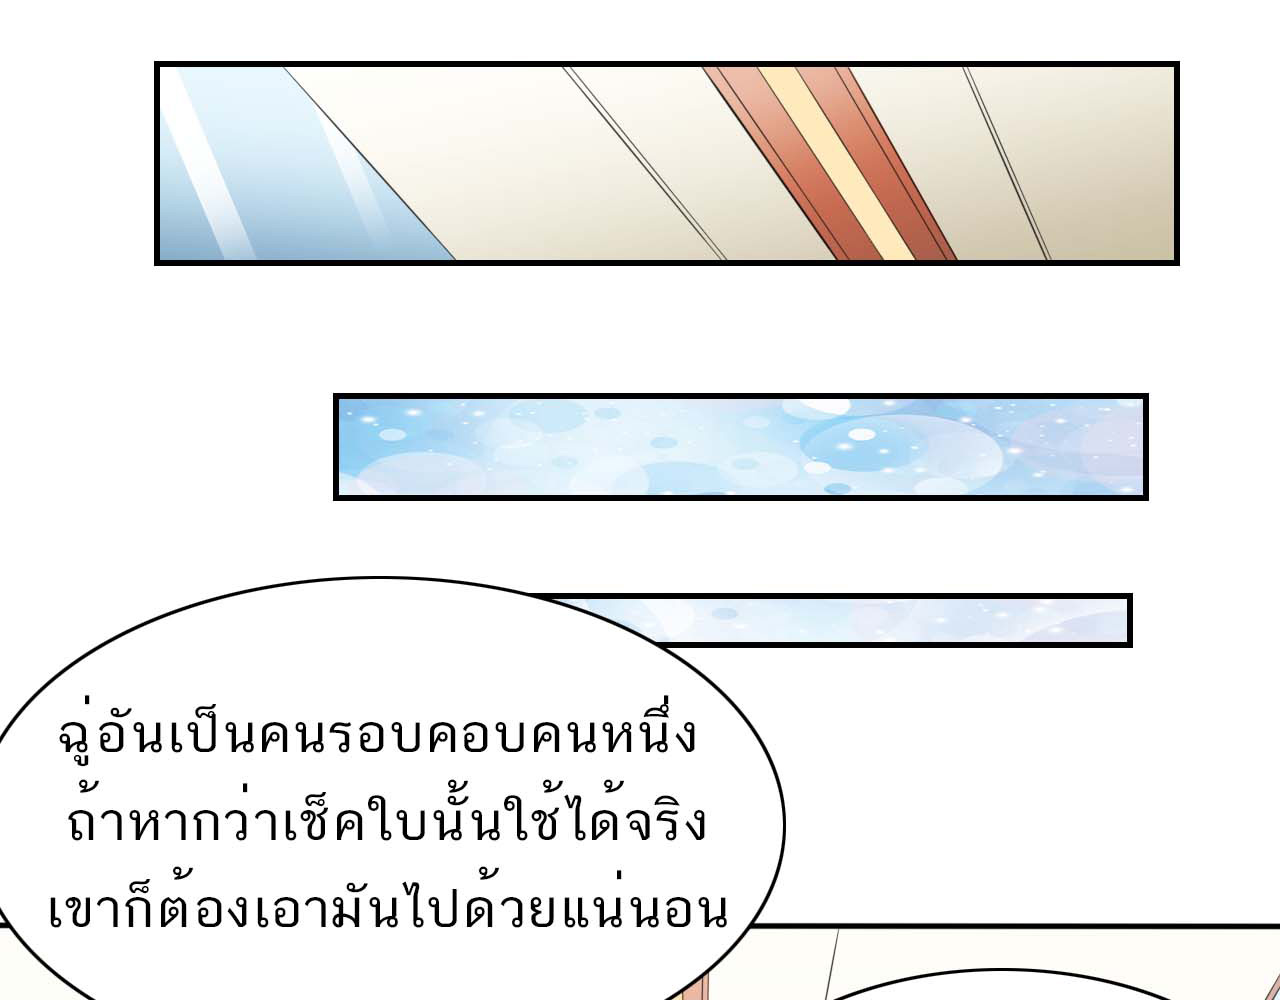 ฉู่อันเป็นคนรอบคอบคนหนึ่ง
ถ้าหากว่าเช็คใบนั้นใช้ได้จริง
เขาก็ต้องเอามันไปด้วยแน่นอน